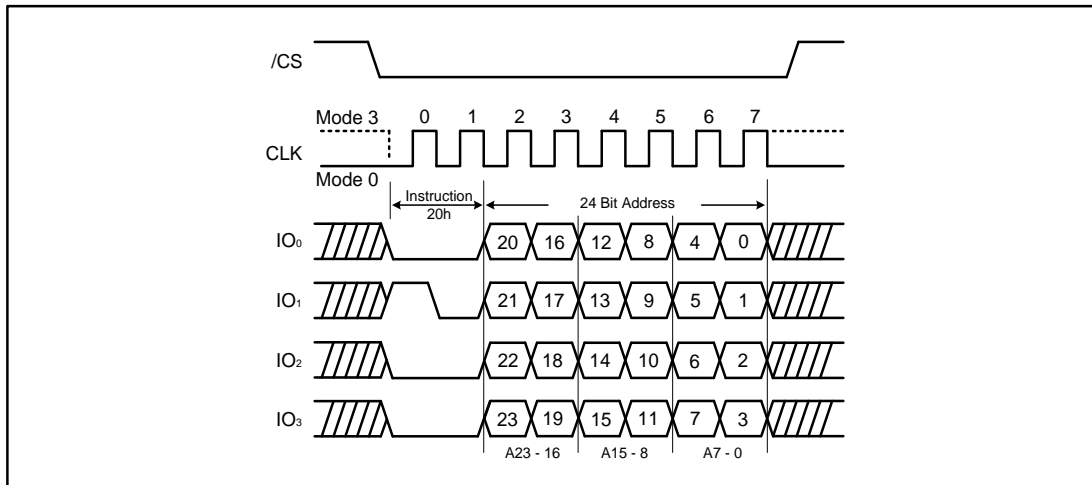 /CS
Mode 3 0 1 2 3 4 5 6 7
CLK
Mode 0
Instruction
20h
24 Bit Address
IO0 20 16 12 8 4 0
IO1 21 17 13 9 5 1
IO2 22 18 14 10 6 2
IO3 23 19 15 11 7 3
A23 - 16 A15 - 8 A7 - 0